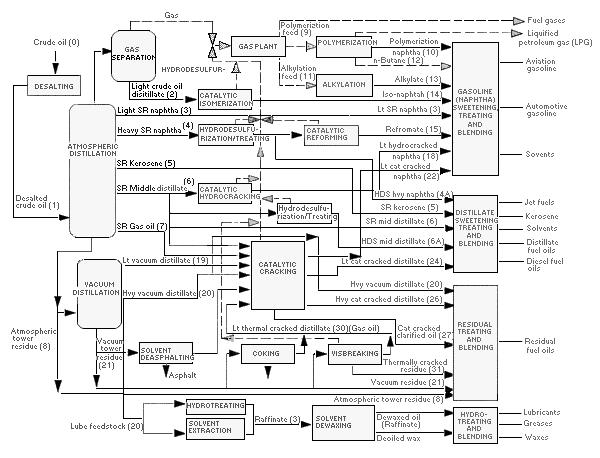 Gas
Fuel gases
Liquified
petroleum gas (LPG)
Crude oil (0)
DESALTING
GAS
SEPARATION
GAS PLANT
Polymerization
feed (9)
POLYMERIZATION
Polymerization
naphtha (10)
n-Butane (12)
HYDRODESULFUR-
Alkylation
feed (11)
ALKYLATION
Alkylate (13)
Iso-naphtah (14)
GASOLINE
(NAPHTHA)
SWEETENING,
TREATING
AND
BLENDING
Aviation
gasoline
Automotive
gasoline
Sovents
Light crude oil
disitillate (2)
CATALYTIC
ISOMERIZATION
Light SR naphtha (3)
Lt SR naphtha (3)
Heavy SR naphtha (4)
HYDRODESULFU-
RIZATION/TREATING
CATALYTIC
REFORMING
Refromate (15)
ATMOSPHERIC
DISTILLATION
Lt hydrocracked
naphtha (18)
Lt cat cracked
naphtha (22)
SR Kerosene (5)
SR Middle distillate (6)
CATALYTIC
HYDROCRACKING
Desalted
crude oil (1)
Hydrodesulfu-
rization/Treating
HDS hvy naphtha (4A)
SR kerosene (5)
SR mid distillate (6)
HDS mid distillate (6A)
DISTILLATE
SWEETENING
TREATING
AND
BLENDING
Jet fuels
Kerosene
Solvents
Distillate
fuel oils
Diesel fuel
oils
SR Gas oil (7)
CATALYTIC
CRACKING
Lt vacuum distillate (19)
Lt cat cracked distillate (24)
VACUUM
DISTILLATION
Hvy vacuum distillate (20)
Hvy vacuum distillate (20)
Hvy cat cracked distillate (26)
Lt thermal cracked distillate (30)(Gas oil)
Cat cracked
clarified oil (27)
RESIDUAL
TREATING
AND
BLENDING
Residual
fuel oils
Atmospheric
tower
residue (8)
Vacuum
tower
residue
(21)
SOLVENT
DEASPHALTING
Asphalt
COKING
VISBREAKING
Thermally cracked
residue (31)
Vacuum residue (21)
Atmospheric tower residue (8)
Lube feedstock (20)
HYDROTREATING
SOLVENT
EXTRACTION
Raffinate (3)
SOLVENT
DEWAXING
Dewaxed oil
(Raffinate)
Deoiled wax
HYDRO-
TREATING
AND
BLENDING
Lubricants
Greases
Waxes